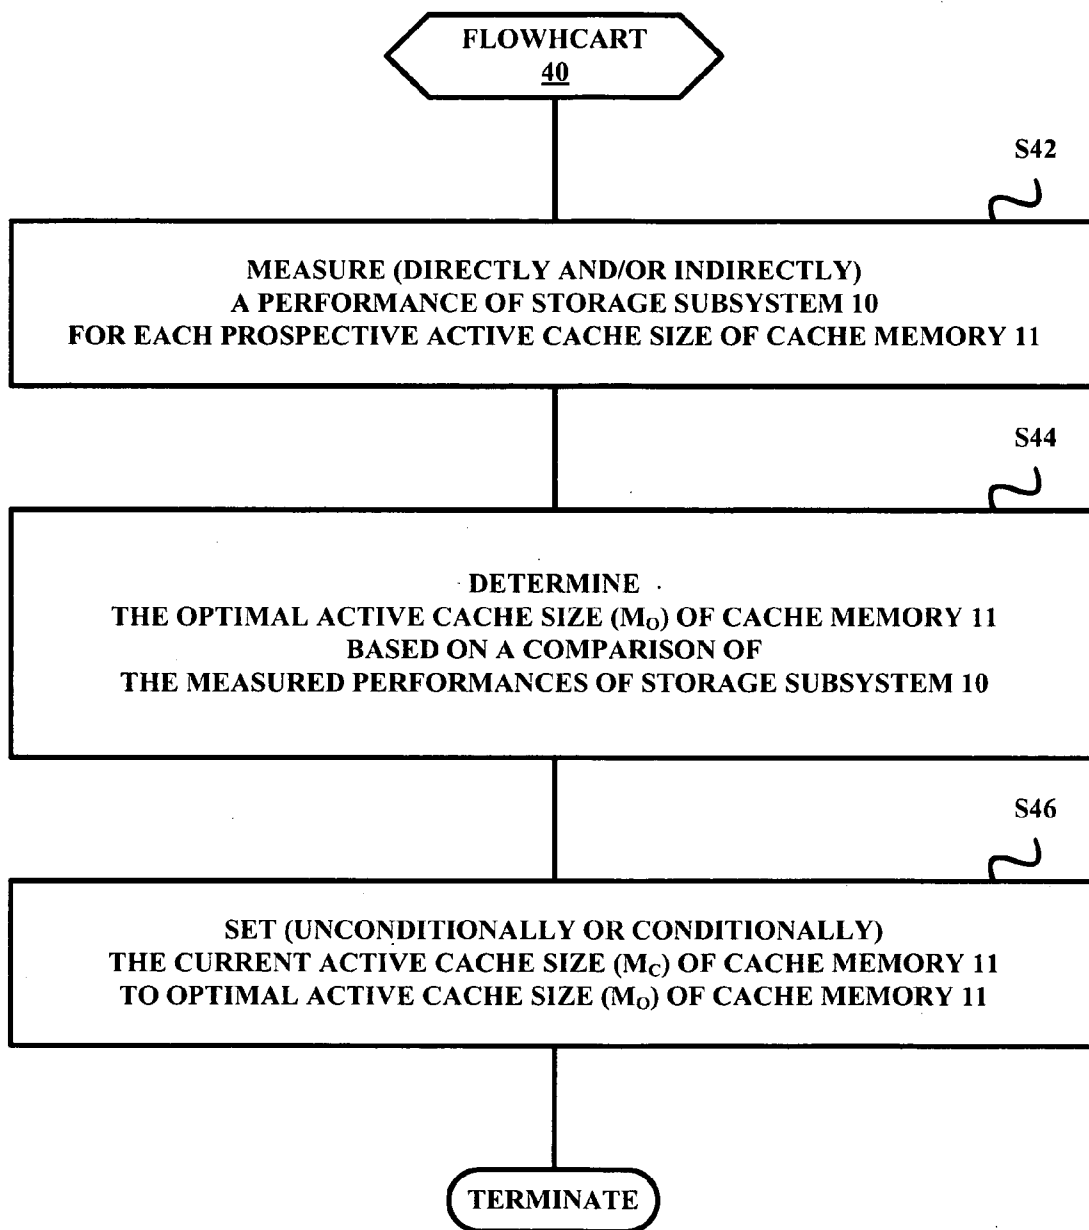 FLOWHCART
40
S42
MEASURE (DIRECTLY AND/OR INDIRECTLY)
A PERFORMANCE OF STORAGE SUBSYSTEM 10
FOR EACH PROSPECTIVE ACTIVE CACHE SIZE OF CACHE MEMORY 11
S44
DETERMINE
THE OPTIMAL ACTIVE CACHE SIZE (MO) OF CACHE MEMORY 11
BASED ON A COMPARISON OF
THE MEASURED PERFORMANCES OF STORAGE SUBSYSTEM 10
S46
SET (UNCONDITIONALLY OR CONDITIONALLY)
THE CURRENT ACTIVE CACHE SIZE (MC) OF CACHE MEMORY 11
TO OPTIMAL ACTIVE CACHE SIZE (MO) OF CACHE MEMORY 11
TERMINATE